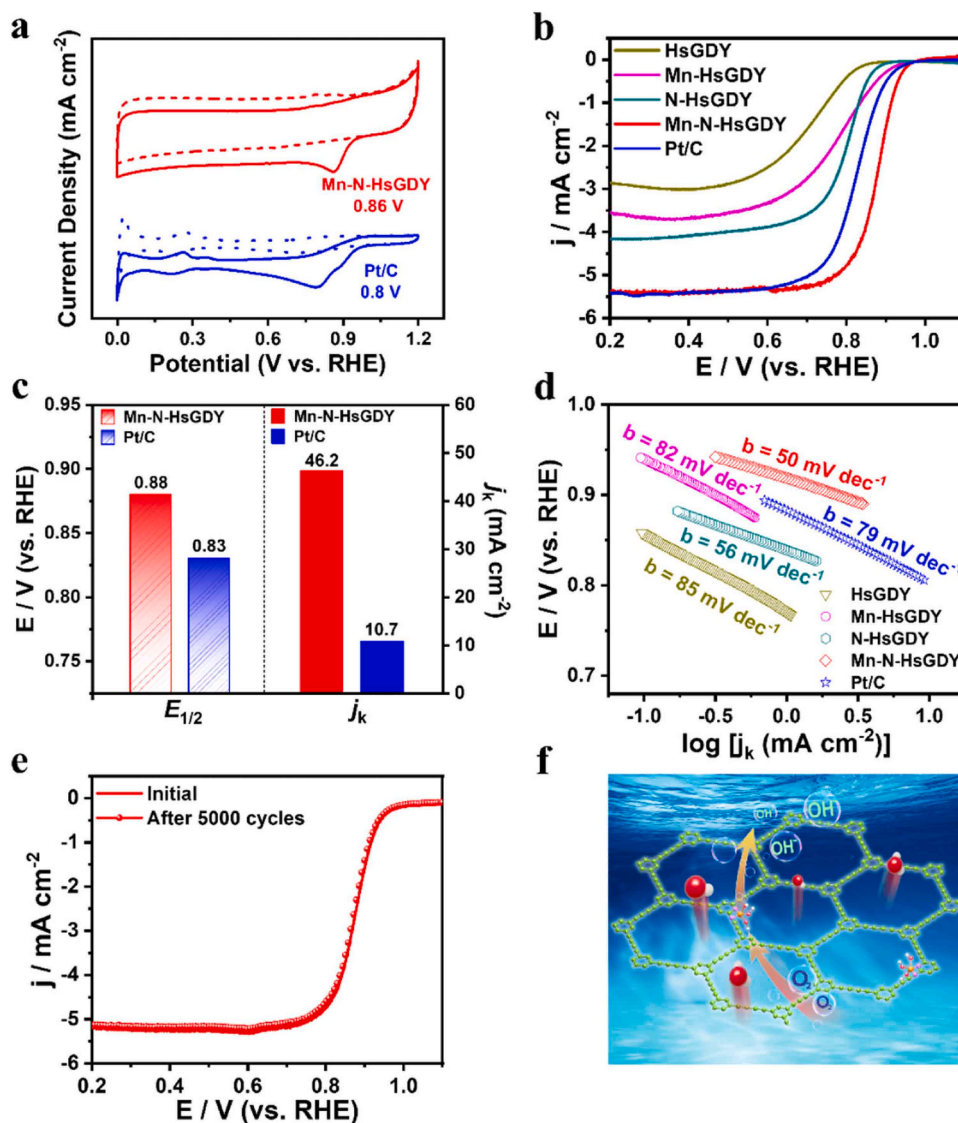 a
Current Density (mA cm-2)
Mn-N-HsGDY
0.86 V
Pt/C
0.8 V
0.0 0.3 0.6 0.9 1.2
Potential (V vs. RHE)
b
HsGDY
Mn-HsGDY
N-HsGDY
Mn-N-HsGDY
Pt/C
j / mA cm-2
0
-1
-2
-3
-4
-5
-6
0.2 0.4 0.6 0.8 1.0
E / V (vs. RHE)
c
E / V (vs. RHE)
0.95
0.90
0.85
0.80
0.75
Mn-N-HsGDY
Pt/C
0.88
0.83
Mn-N-HsGDY
Pt/C
46.2
10.7
60
50
40
30
20
10
0
jk (mA cm-2)
E1/2
jk
d
E / V (vs. RHE)
1.0
0.9
0.8
0.7
b = 82 mV dec-1
b = 50 mV dec-1
b = 79 mV dec-1
b = 56 mV dec-1
b = 85 mV dec-1
HsGDY
Mn-HsGDY
N-HsGDY
Mn-N-HsGDY
Pt/C
-1.0 -0.5 0.0 0.5 1.0
log [jk (mA cm-2)]
e
Initial
After 5000 cycles
j / mA cm-2
0
-1
-2
-3
-4
-5
-6
0.2 0.4 0.6 0.8 1.0
E / V (vs. RHE)
f
OH-
OH-
OH-
O2
O2